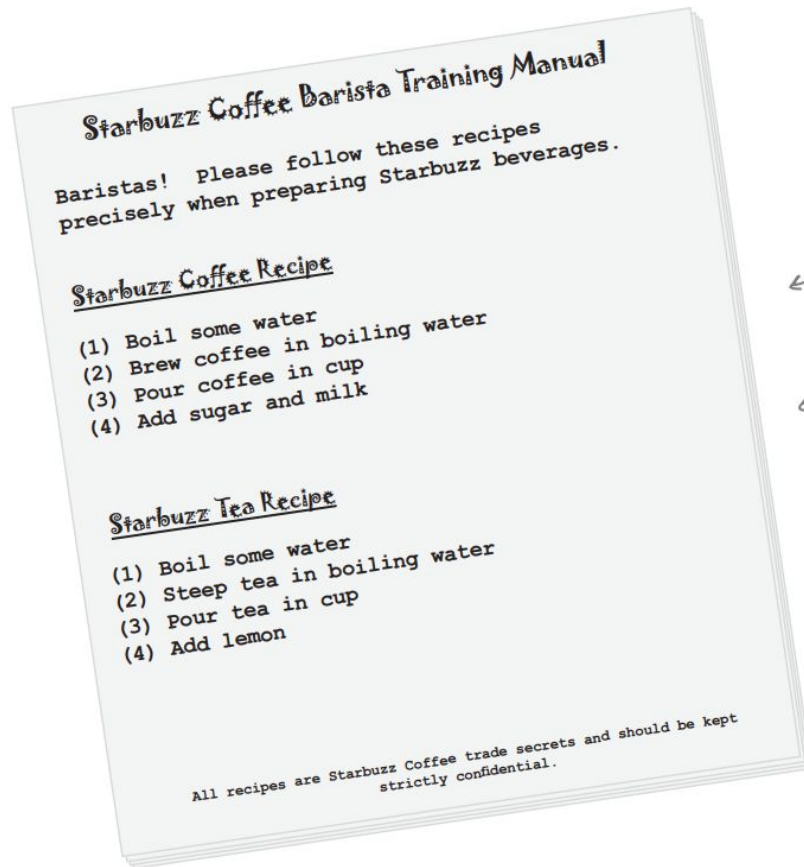 Starbuzz Coffee Barista Training Manual
Baristas!  Please follow these recipes
precisely when preparing Starbuzz beverages.
Starbuzz Coffee Recipe
(1) Boil some water
(2) Brew coffee in boiling water
(3) Pour coffee in cup
(4) Add sugar and milk
Starbuzz Tea Recipe
(1) Boil some water
(2) Steep tea in boiling water
(3) Pour tea in cup
(4) Add lemon
All recipes are Starbuzz Coffee trade secrets and should be kept
strictly confidential.